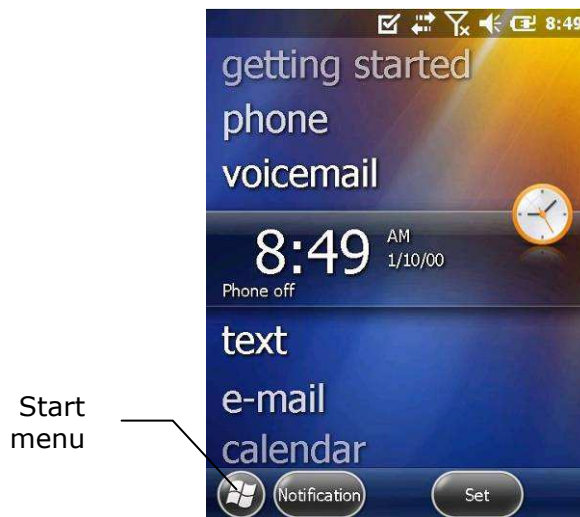 8:49
getting started
phone
voicemail
8:49 AM
1/10/00
Phone off
text
e-mail
calendar
Start
menu
Notification
Set